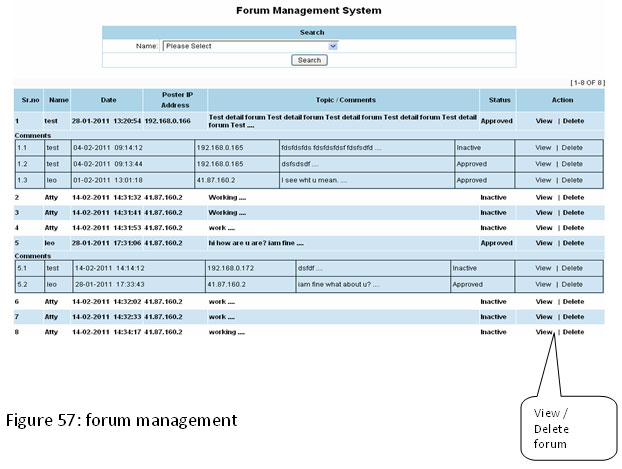 Forum Management System
Search
Name: Please Select
Search
[1-8 OF 8 ]
Sr.no Name Date Poster IP Address Topic / Comments Status Action
1 test 28-01-2011 13:20:54 192.168.0.166 Test detail forum Test detail forum Test detail forum Test detail forum Test detail forum Test .... Approved View | Delete
Comments
1.1 test 04-02-2011 09:14:12 192.168.0.165 fdsfdsfds fdsfdsfdsf fdsfsdfd .... Inactive View | Delete
1.2 test 04-02-2011 09:13:44 192.168.0.165 dsfsdsdf .... Approved View | Delete
1.3 leo 01-02-2011 13:01:18 41.87.160.2 I see wht u mean. .... Approved View | Delete
2 Atty 14-02-2011 14:31:32 41.87.160.2 Working .... Inactive View | Delete
3 Atty 14-02-2011 14:31:41 41.87.160.2 Working .... Inactive View | Delete
4 Atty 14-02-2011 14:31:53 41.87.160.2 work .... Inactive View | Delete
5 leo 28-01-2011 17:31:06 41.87.160.2 hi how are u are? iam fine .... Approved View | Delete
Comments
5.1 test 14-02-2011 14:14:12 192.168.0.172 dsfdf .... Inactive View | Delete
5.2 leo 28-01-2011 17:33:43 41.87.160.2 iam fine what about u? .... Approved View | Delete
6 Atty 14-02-2011 14:32:02 41.87.160.2 work .... Inactive View | Delete
7 Atty 14-02-2011 14:32:33 41.87.160.2 work .... Inactive View | Delete
8 Atty 14-02-2011 14:34:17 41.87.160.2 working .... Inactive View | Delete
View /
Delete
forum
Figure 57: forum management